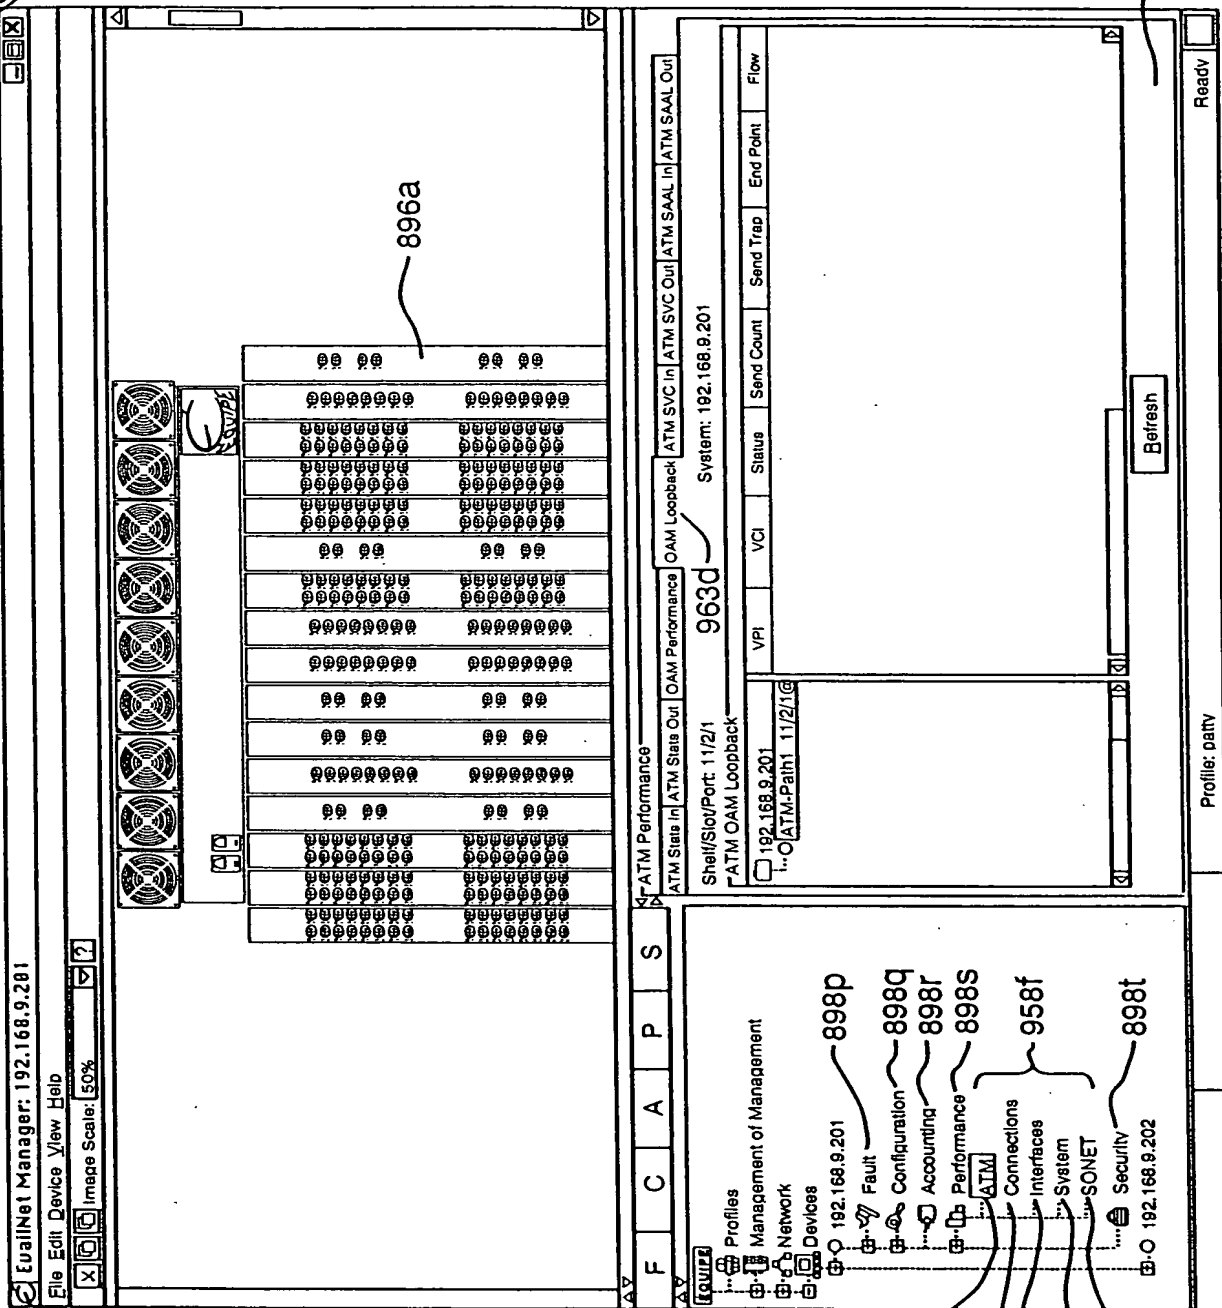 EuailNet Manager: 192.168.9.201
File Edit Device View Help
X ? Image Scale: 50%
EQUIPE
896a
F C A P S
EQUIPE
Profiles
Management of Management
Network
Devices
192.168.9.201
Fault
Configuration
Accounting
Performance
ATM
Connections
Interfaces
System
SONET
Security
192.168.9.202
898p
898q
898r
898s
958f
898t
ATM Performance
ATM Stats In ATM Stats Out OAM Performance OAM Loopback ATM SVC In ATM SVC Out ATM SAAL In ATM SAAL Out
Shelf/Slot/Port: 11/2/1 963d System: 192.168.9.201
ATM OAM Loopback
192.168.9.201
ATM-Path1 11/2/1@
VPI VCI Status Send Count Send Trap End Point Flow
Refresh
Profile: patty
Ready